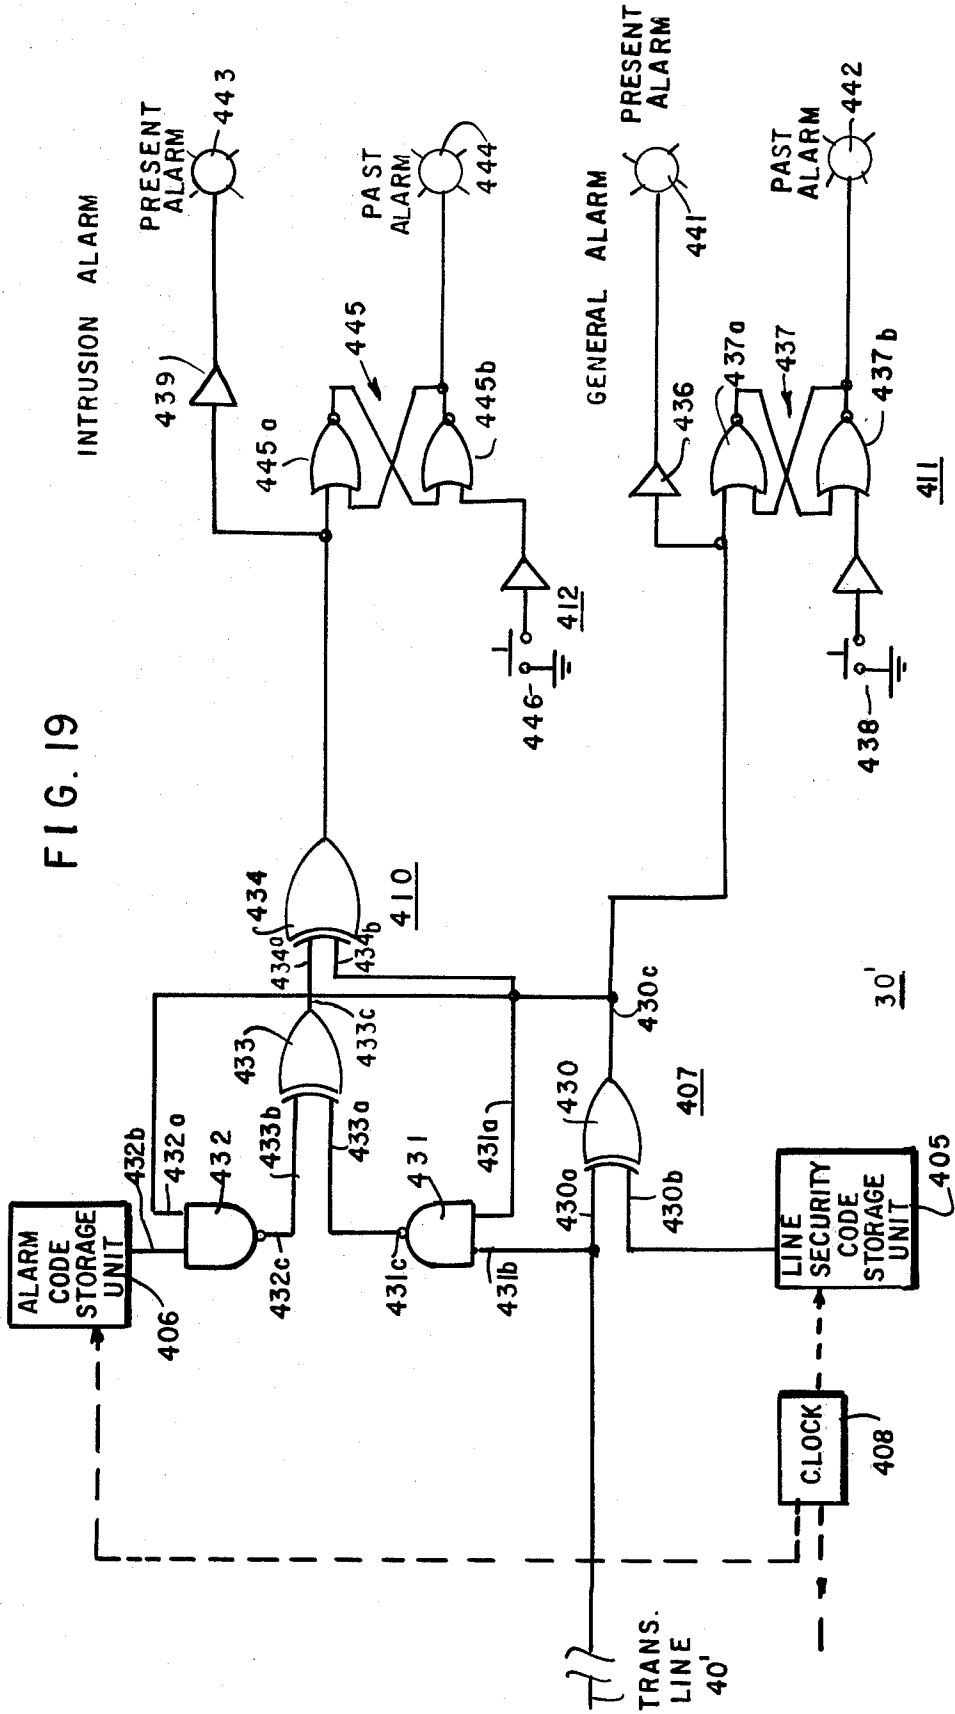 FIG. 19
INTRUSION ALARM
PRESENT
ALARM
443
439
PAST
ALARM
444
445a
445
445b
446
412
GENERAL ALARM
PRESENT
ALARM
441
436
437a
437
PAST
ALARM
442
437b
438
411
ALARM
CODE
STORAGE
UNIT
406
432b
432a
432
432c
433b
433
433a
433c
434a
434
434b
410
431
431a
431c
431b
430a
430
430b
430c
407
30'
LINE
SECURITY
CODE
STORAGE
UNIT
405
CLOCK
408
TRANS.
LINE
40'